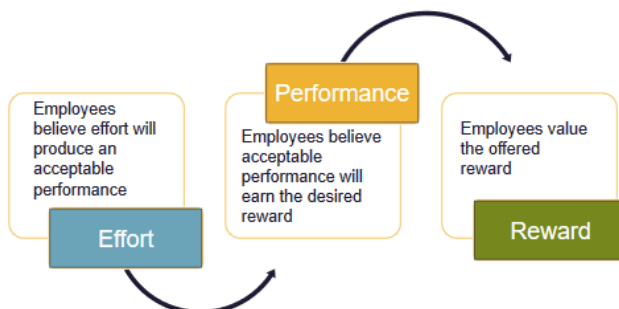 Employees
believe effort will
produce an
acceptable
performance
Effort
Performance
Employees believe
acceptable
performance will
earn the desired
reward
Employees value
the offered
reward
Reward